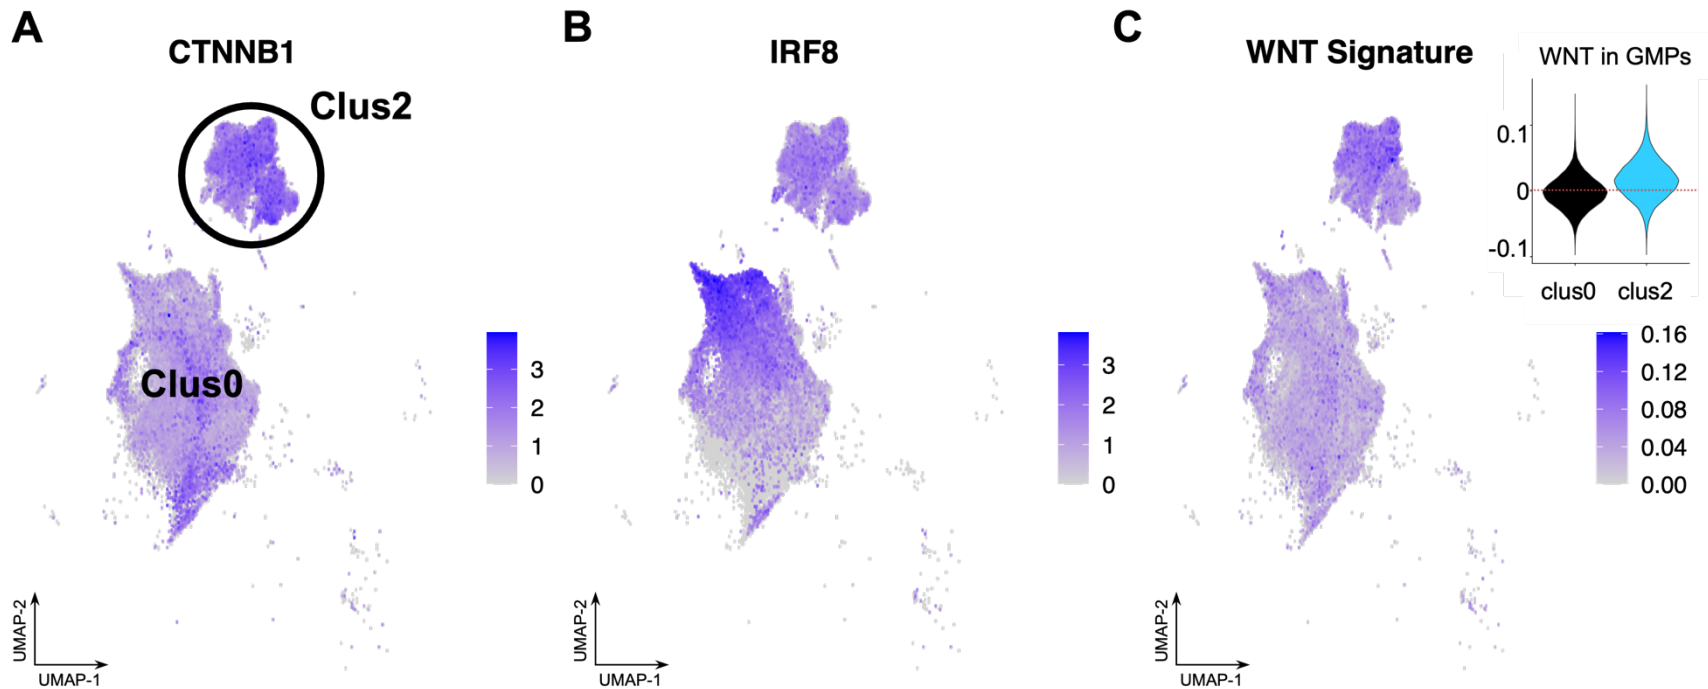 A
CTNNB1
Clus2
Clus0
3
2
1
0
UMAP-2
UMAP-1
B
IRF8
3
2
1
0
UMAP-2
UMAP-1
C
WNT Signature
WNT in GMPs
0.1
0
-0.1
clus0 clus2
0.16
0.12
0.08
0.04
0.00
UMAP-2
UMAP-1